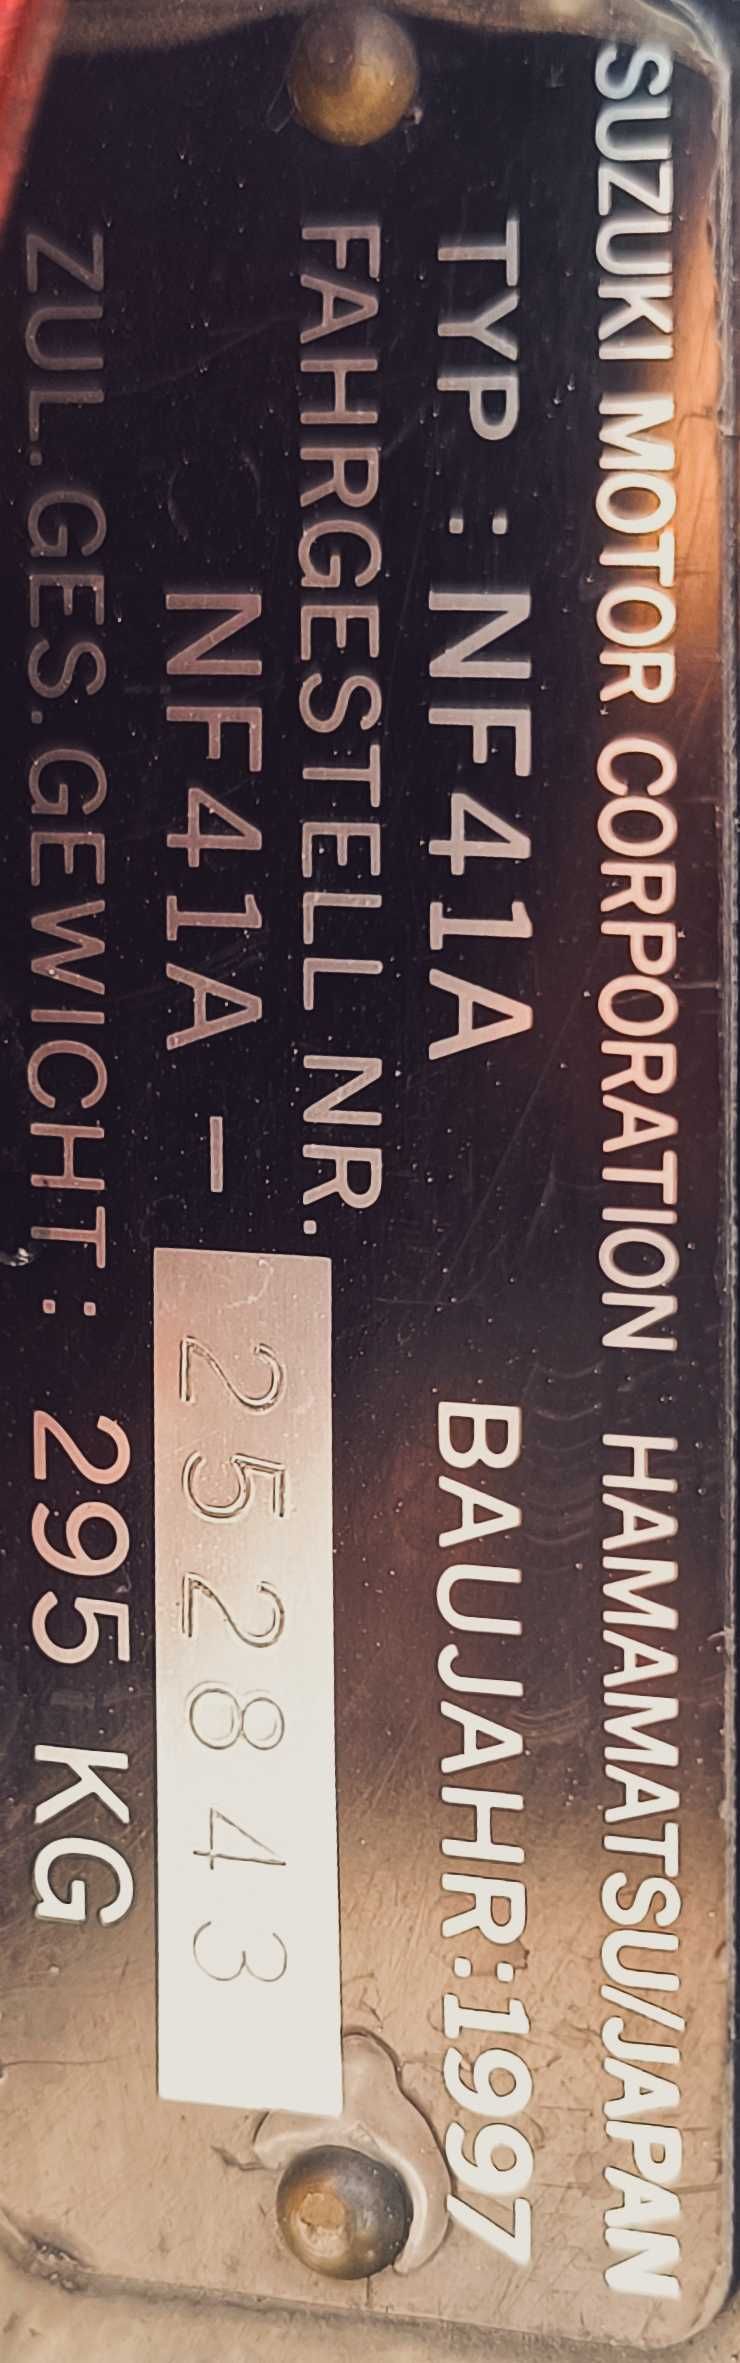 SUZUKI MOTOR CORPORATION HAMAMATSU/JAPAN
TYP : NF41A BAUJAHR:1997
FAHRGESTELL NR.
NF41A - 252843
ZUL.GES.GEWICHT: 295 KG